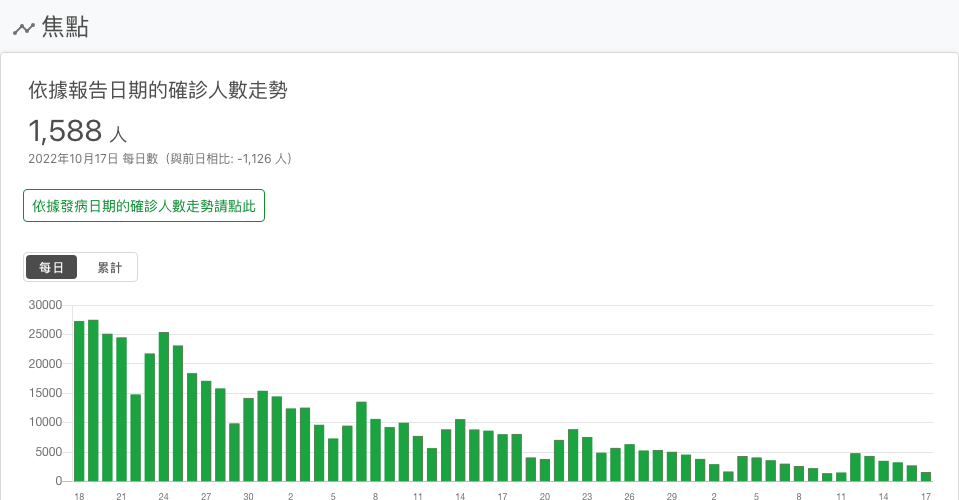 焦點
依據報告日期的確診人數走勢
1,588 人
2022年10月17日 每日數（與前日相比: -1,126 人）
依據發病日期的確診人數走勢請點此
每日 累計
30000
25000
20000
15000
10000
5000
0
18 21 24 27 30 2 5 8 11 14 17 20 23 26 29 2 5 8 11 14 17